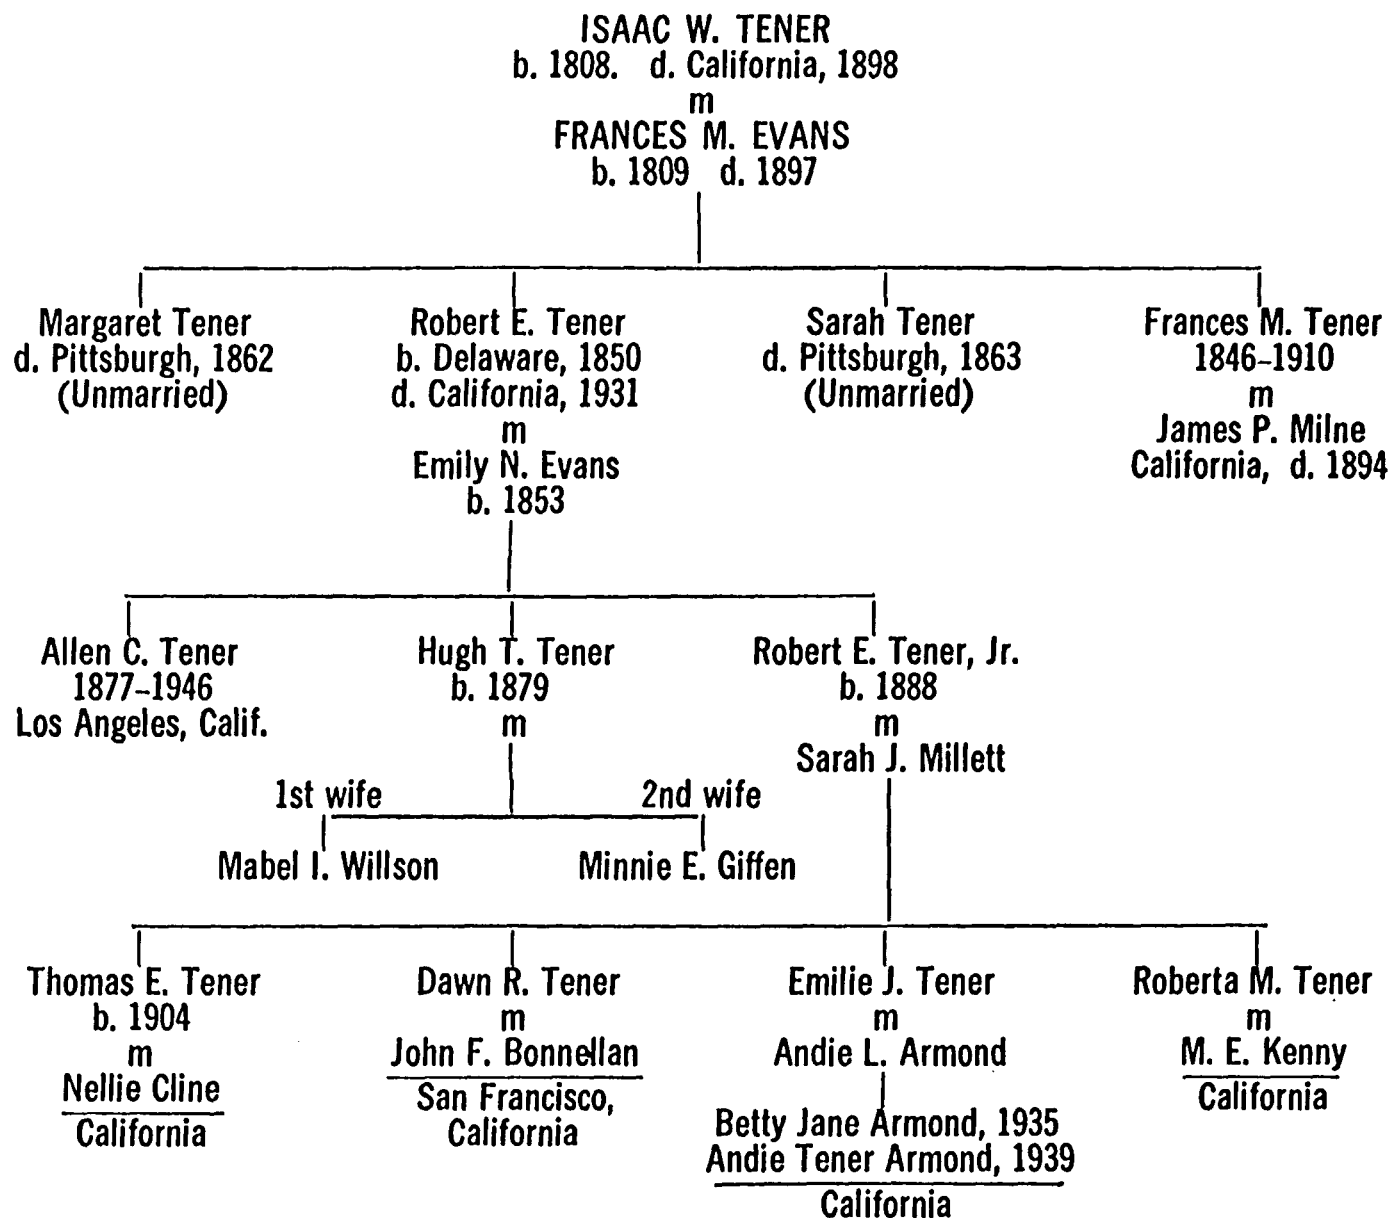 ISAAC W. TENER
b. 1808. d. California, 1898
m
FRANCES M. EVANS
b. 1809 d. 1897
Margaret Tener
d. Pittsburgh, 1862
(Unmarried)
Robert E. Tener
b. Delaware, 1850
d. California, 1931
m
Emily N. Evans
b. 1853
Sarah Tener
d. Pittsburgh, 1863
(Unmarried)
Frances M. Tener
1846-1910
m
James P. Milne
California, d. 1894
Allen C. Tener
1877-1946
Los Angeles, Calif.
Hugh T. Tener
b. 1879
m
1st wife
Mabel I. Willson
2nd wife
Minnie E. Giffen
Robert E. Tener, Jr.
b. 1888
m
Sarah J. Millett
Thomas E. Tener
b. 1904
m
Nellie Cline
California
Dawn R. Tener
m
John F. Bonnellan
San Francisco,
California
Emilie J. Tener
m
Andie L. Armond
Betty Jane Armond, 1935
Andie Tener Armond, 1939
California
Roberta M. Tener
m
M. E. Kenny
California